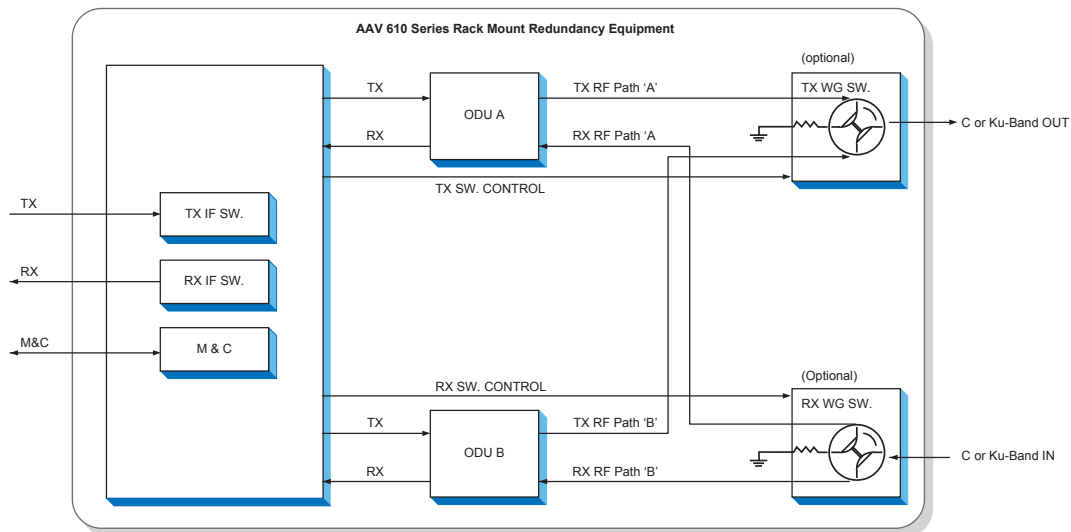 AAV 610 Series Rack Mount Redundancy Equipment
(optional)
TX WG SW.
TX
ODU A
TX RF Path 'A'
RX
RX RF Path 'A
C or Ku-Band OUT
TX SW. CONTROL
TX
TX IF SW.
RX
RX IF SW.
M&C
M & C
(Optional)
RX SW. CONTROL
RX WG SW.
TX
ODU B
TX RF Path 'B'
RX
RX RF Path 'B'
C or Ku-Band IN